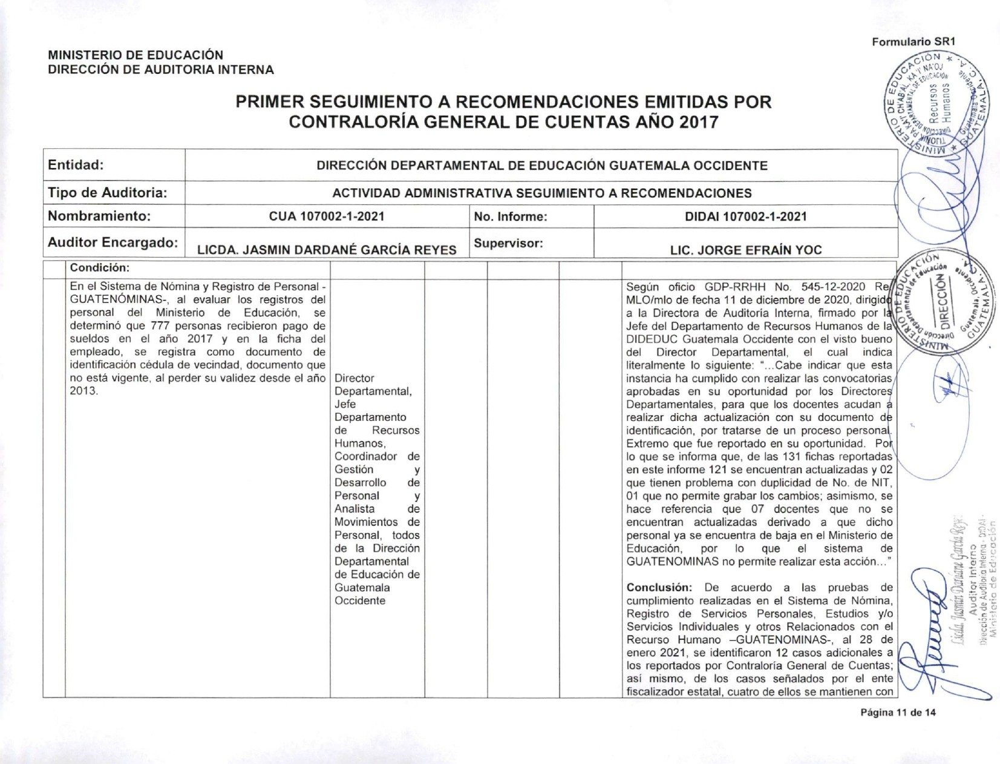 Formulario SR1
MINISTERIO DE EDUCACIÓN
DIRECCIÓN DE AUDITORIA INTERNA
PRIMER SEGUIMIENTO A RECOMENDACIONES EMITIDAS POR
CONTRALORÍA GENERAL DE CUENTAS AÑO 2017
Entidad: DIRECCIÓN DEPARTAMENTAL DE EDUCACIÓN GUATEMALA OCCIDENTE
Tipo de Auditoria: ACTIVIDAD ADMINISTRATIVA SEGUIMIENTO A RECOMENDACIONES
Nombramiento: CUA 107002-1-2021 No. Informe: DIDAI 107002-1-2021
Auditor Encargado: LICDA. JASMIN DARDANÉ GARCÍA REYES Supervisor: LIC. JORGE EFRAÍN YOC
Condición:
En el Sistema de Nómina y Registro de Personal -
GUATENÓMINAS-, al evaluar los registros del
personal del Ministerio de Educación, se
determinó que 777 personas recibieron pago de
sueldos en el año 2017 y en la ficha del
empleado, se registra como documento de
identificación cédula de vecindad, documento que
no está vigente, al perder su validez desde el año
2013.
Director
Departamental,
Jefe
Departamento
de Recursos
Humanos,
Coordinador de
Gestión y
Desarrollo de
Personal y
Analista de
Movimientos de
Personal, todos
de la Dirección
Departamental
de Educación de
Guatemala
Occidente
Según oficio GDP-RRHH No. 545-12-2020 Re
MLO/mlo de fecha 11 de diciembre de 2020, dirigido
a la Directora de Auditoría Interna, firmado por la
Jefe del Departamento de Recursos Humanos de la
DIDEDUC Guatemala Occidente con el visto bueno
del Director Departamental, el cual indica
literalmente lo siguiente: “...Cabe indicar que esta
instancia ha cumplido con realizar las convocatorias
aprobadas en su oportunidad por los Directores
Departamentales, para que los docentes acudan a
realizar dicha actualización con su documento de
identificación, por tratarse de un proceso personal.
Extremo que fue reportado en su oportunidad. Por
lo que se informa que, de las 131 fichas reportadas
en este informe 121 se encuentran actualizadas y 02
que tienen problema con duplicidad de No. de NIT,
01 que no permite grabar los cambios; asimismo, se
hace referencia que 07 docentes que no se
encuentran actualizadas derivado a que dicho
personal ya se encuentra de baja en el Ministerio de
Educación, por lo que el sistema de
GUATENOMINAS no permite realizar esta acción...”
Conclusión: De acuerdo a las pruebas de
cumplimiento realizadas en el Sistema de Nómina,
Registro de Servicios Personales, Estudios y/o
Servicios Individuales y otros Relacionados con el
Recurso Humano –GUATENOMINAS-, al 28 de
enero 2021, se identificaron 12 casos adicionales a
los reportados por Contraloría General de Cuentas;
así mismo, de los casos señalados por el ente
fiscalizador estatal, cuatro de ellos se mantienen con
MINISTERIO DE EDUCACIÓN
Recursos
Humanos
Guatemala Occidente
GUATEMALA, C. A.
MINISTERIO DE EDUCACIÓN
Dirección Departamental de Educación
DIRECCIÓN
Guatemala, Occidente
GUATEMALA, C.A.
Licda. Jasmín Dardane García Reyes
Auditor Interno
Dirección de Auditoría Interna - DIDAI -
Ministerio de Educación
Página 11 de 14